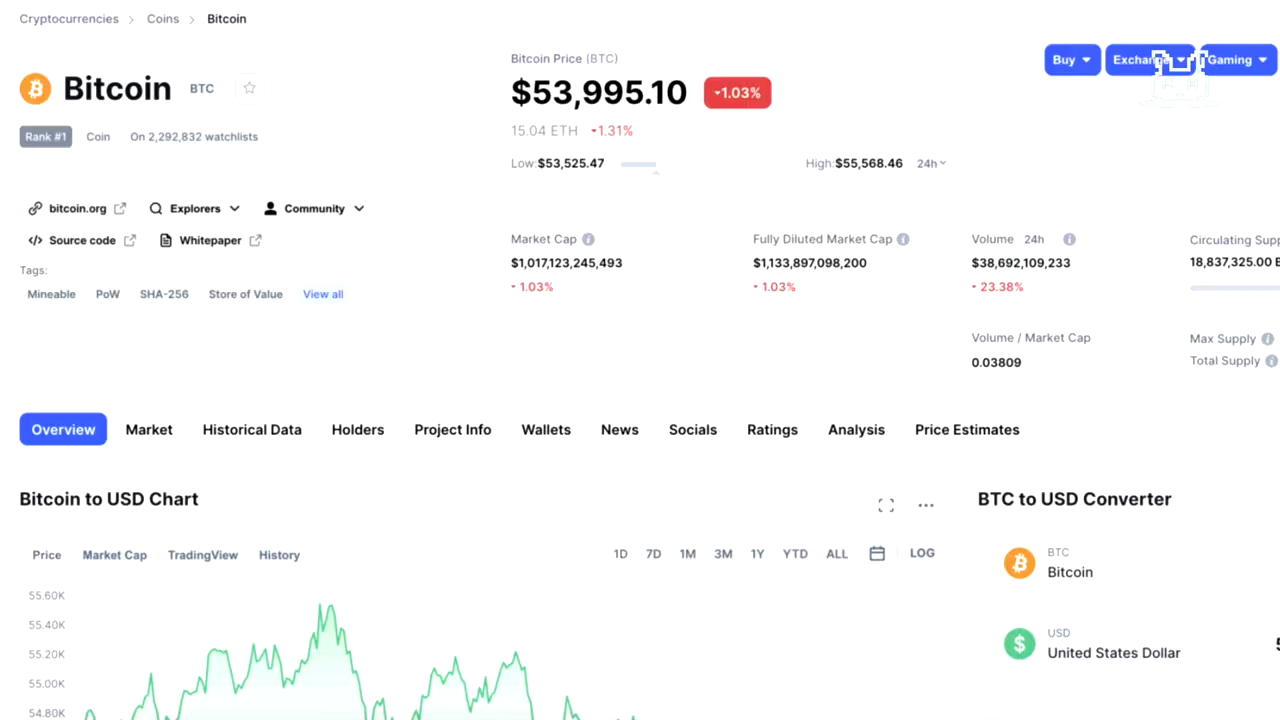 Cryptocurrencies > Coins > Bitcoin
Bitcoin BTC
Rank #1 Coin On 2,292,832 watchlists
bitcoin.org Explorers Community
Source code Whitepaper
Tags:
Mineable PoW SHA-256 Store of Value View all
Bitcoin Price (BTC)
$53,995.10 1.03%
15.04 ETH 1.31%
Low:$53,525.47 High:$55,568.46 24h
Buy Exchange Gaming
Market Cap
$1,017,123,245,493
1.03%
Fully Diluted Market Cap
$1,133,897,098,200
1.03%
Volume 24h
$38,692,109,233
23.38%
Volume / Market Cap
0.03809
Circulating Supp
18,837,325.00 B
Max Supply
Total Supply
Overview Market Historical Data Holders Project Info Wallets News Socials Ratings Analysis Price Estimates
Bitcoin to USD Chart
Price Market Cap TradingView History 1D 7D 1M 3M 1Y YTD ALL LOG
55.60K
55.40K
55.20K
55.00K
54.80K
BTC to USD Converter
BTC
Bitcoin
USD
United States Dollar